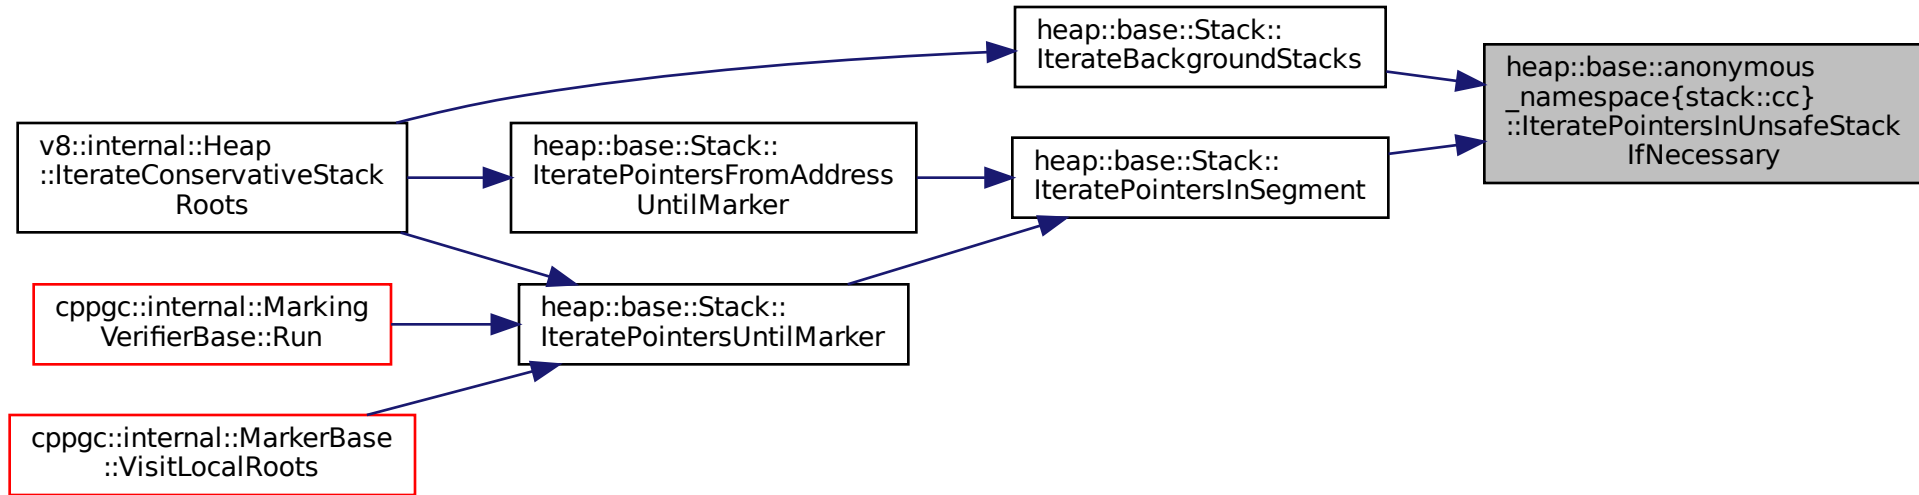 heap::base::Stack::
IterateBackgroundStacks
heap::base::anonymous
_namespace{stack::cc}
::IteratePointersInUnsafeStack
IfNecessary
v8::internal::Heap
::IterateConservativeStack
Roots
heap::base::Stack::
IteratePointersFromAddress
UntilMarker
heap::base::Stack::
IteratePointersInSegment
cppgc::internal::Marking
VerifierBase::Run
heap::base::Stack::
IteratePointersUntilMarker
cppgc::internal::MarkerBase
::VisitLocalRoots